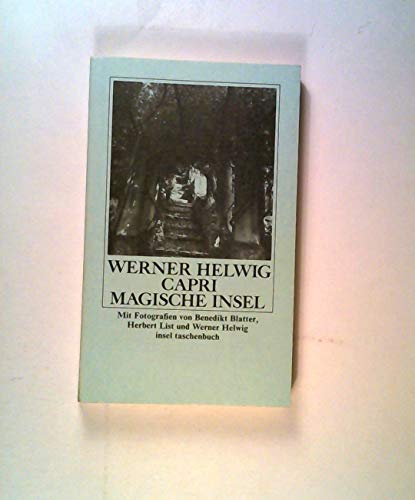 WERNER HELWIG
CAPRI
MAGISCHE INSEL
Mit Fotografien von Benedikt Blatter,
Herbert List und Werner Helwig
insel taschenbuch